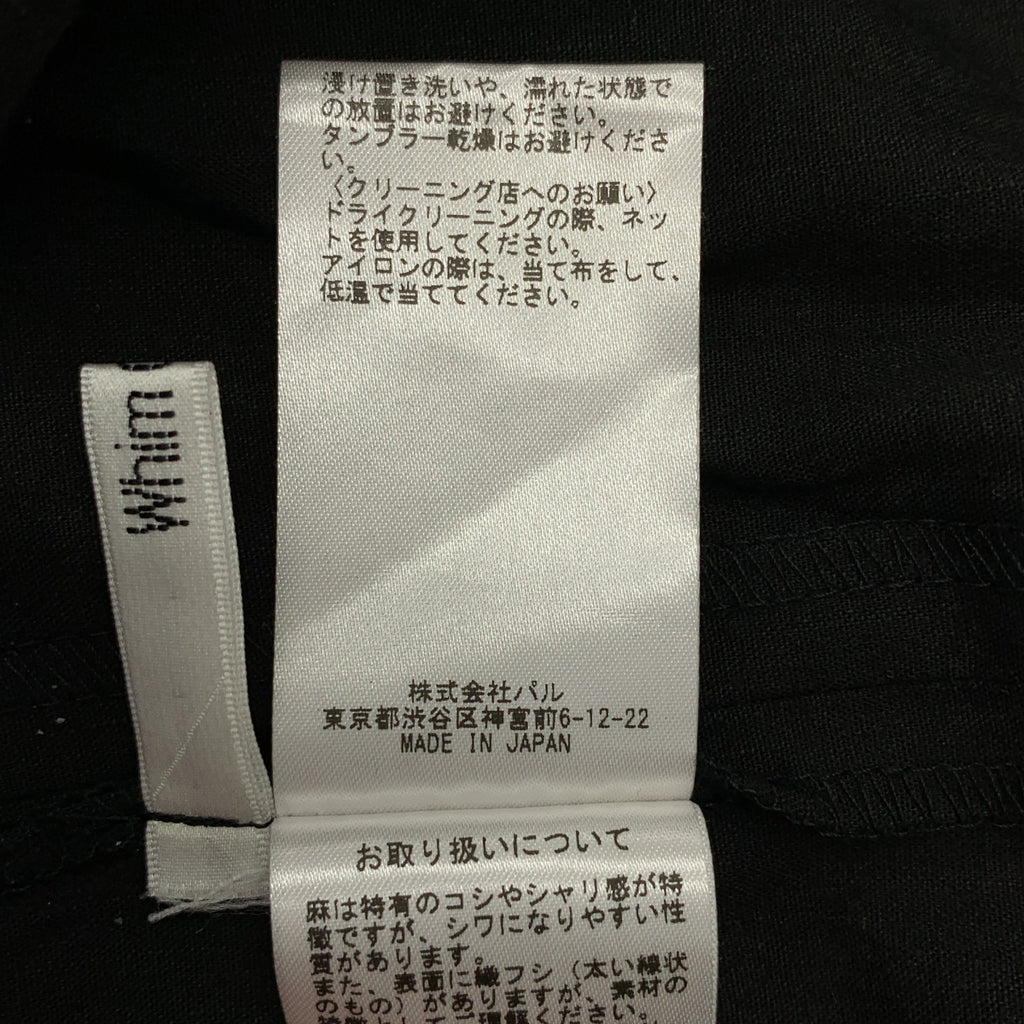 浸け置き洗いや、濡れた状態で
の放置はお避けください。
タンブラー乾燥はお避けくださ
い。
〈クリーニング店へのお願い〉
ドライクリーニングの際、ネッ
トを使用してください。
アイロンの際は、当て布をして、
低温で当ててください。
Whim
株式会社パル
東京都渋谷区神宮前6-12-22
MADE IN JAPAN
お取り扱いについて
麻は特有のコシやシャリ感が特
徴ですが、シワになりやすい性
質があります。
また、表面に織フシ（太い線状
のもの）がありますが、素材の
ください。